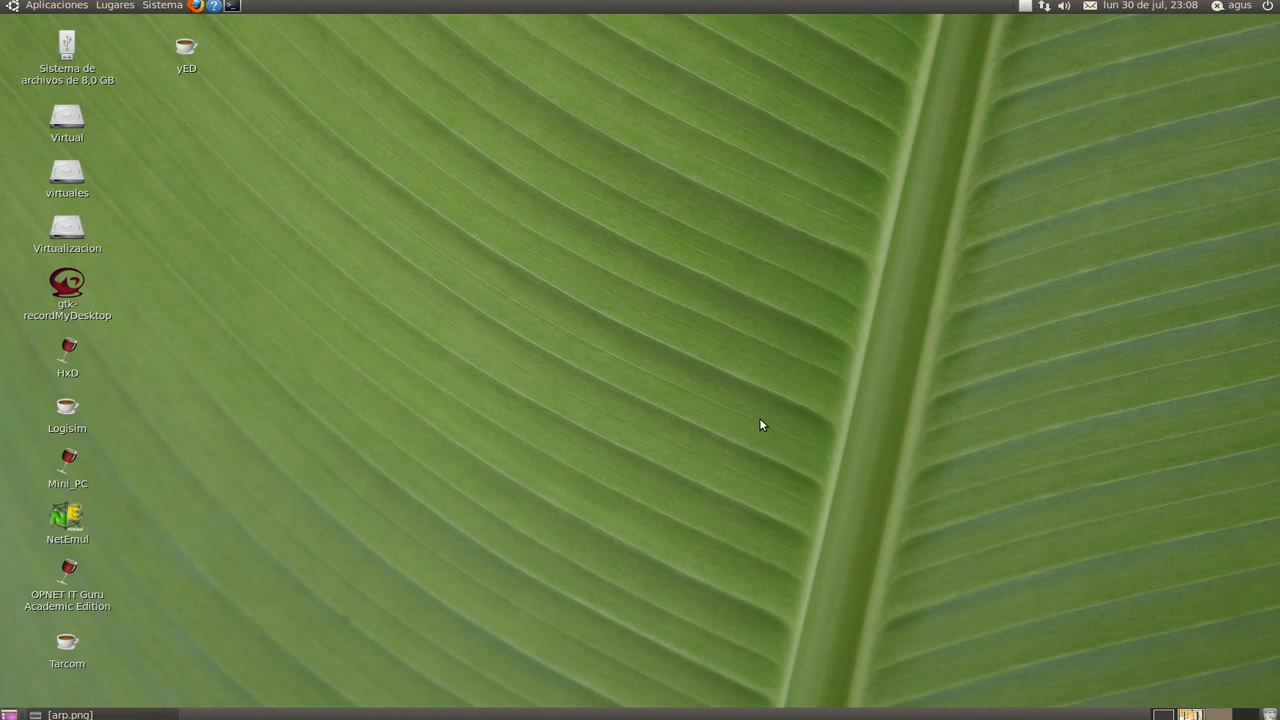 Aplicaciones Lugares Sistema
lun 30 de jul, 23:08
agus
Sistema de
archivos de 8,0 GB
yED
Virtual
virtuales
Virtualizacion
gtk-
recordMyDesktop
HxD
Logisim
Mini_PC
NetEmul
OPNET IT Guru
Academic Edition
Tarcom
[arp.png]